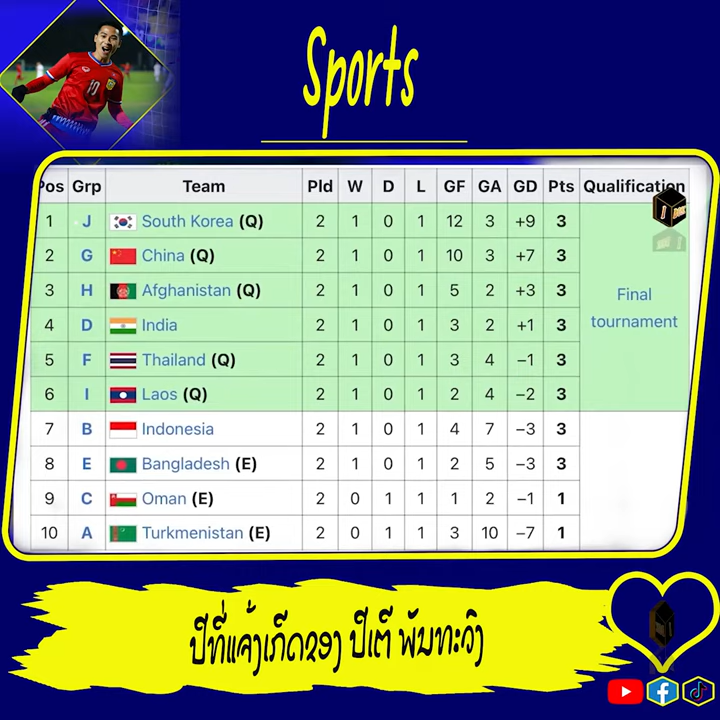 Sports
Pos Grp Team Pld W D L GF GA GD Pts Qualification
1 J South Korea (Q) 2 1 0 1 12 3 +9 3
2 G China (Q) 2 1 0 1 10 3 +7 3
3 H Afghanistan (Q) 2 1 0 1 5 2 +3 3 Final
4 D India 2 1 0 1 3 2 +1 3 tournament
5 F Thailand (Q) 2 1 0 1 3 4 −1 3
6 I Laos (Q) 2 1 0 1 2 4 −2 3
7 B Indonesia 2 1 0 1 4 7 −3 3
8 E Bangladesh (E) 2 1 0 1 2 5 −3 3
9 C Oman (E) 2 0 1 1 1 2 −1 1
10 A Turkmenistan (E) 2 0 1 1 3 10 −7 1
ປີທີ່ແຈ້ງເກີດຂອງ ປີເຕີ ພັນທະວົງ